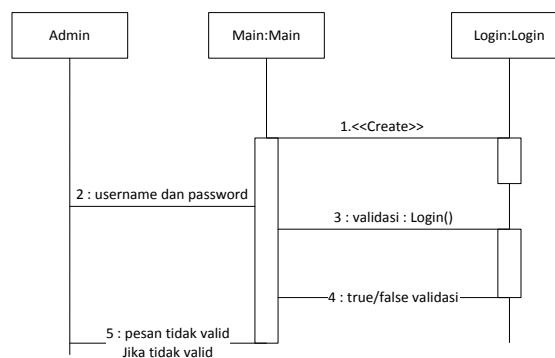 Admin
Main:Main
Login:Login
1.<<Create>>
2 : username dan password
3 : validasi : Login()
4 : true/false validasi
5 : pesan tidak valid
Jika tidak valid